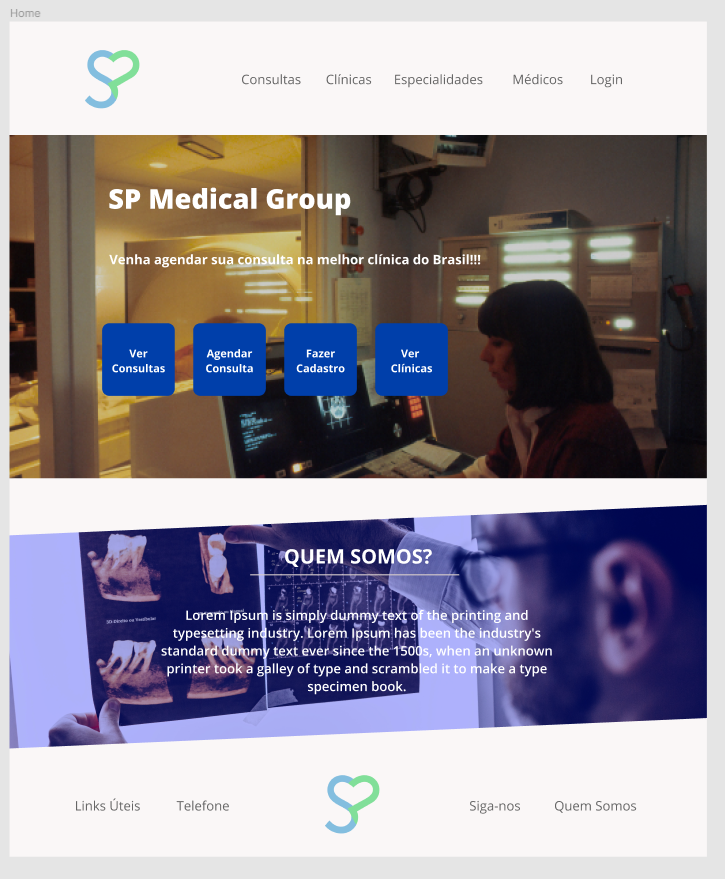 Home
Consultas Clínicas Especialidades Médicos Login
SP Medical Group
Venha agendar sua consulta na melhor clínica do Brasil!!!
Ver Consultas
Agendar Consulta
Fazer Cadastro
Ver Clínicas
QUEM SOMOS?
3D-Direito ou Vestibular
Lorem Ipsum is simply dummy text of the printing and
typesetting industry. Lorem Ipsum has been the industry's
standard dummy text ever since the 1500s, when an unknown
printer took a galley of type and scrambled it to make a type
specimen book.
Links Úteis Telefone Siga-nos Quem Somos